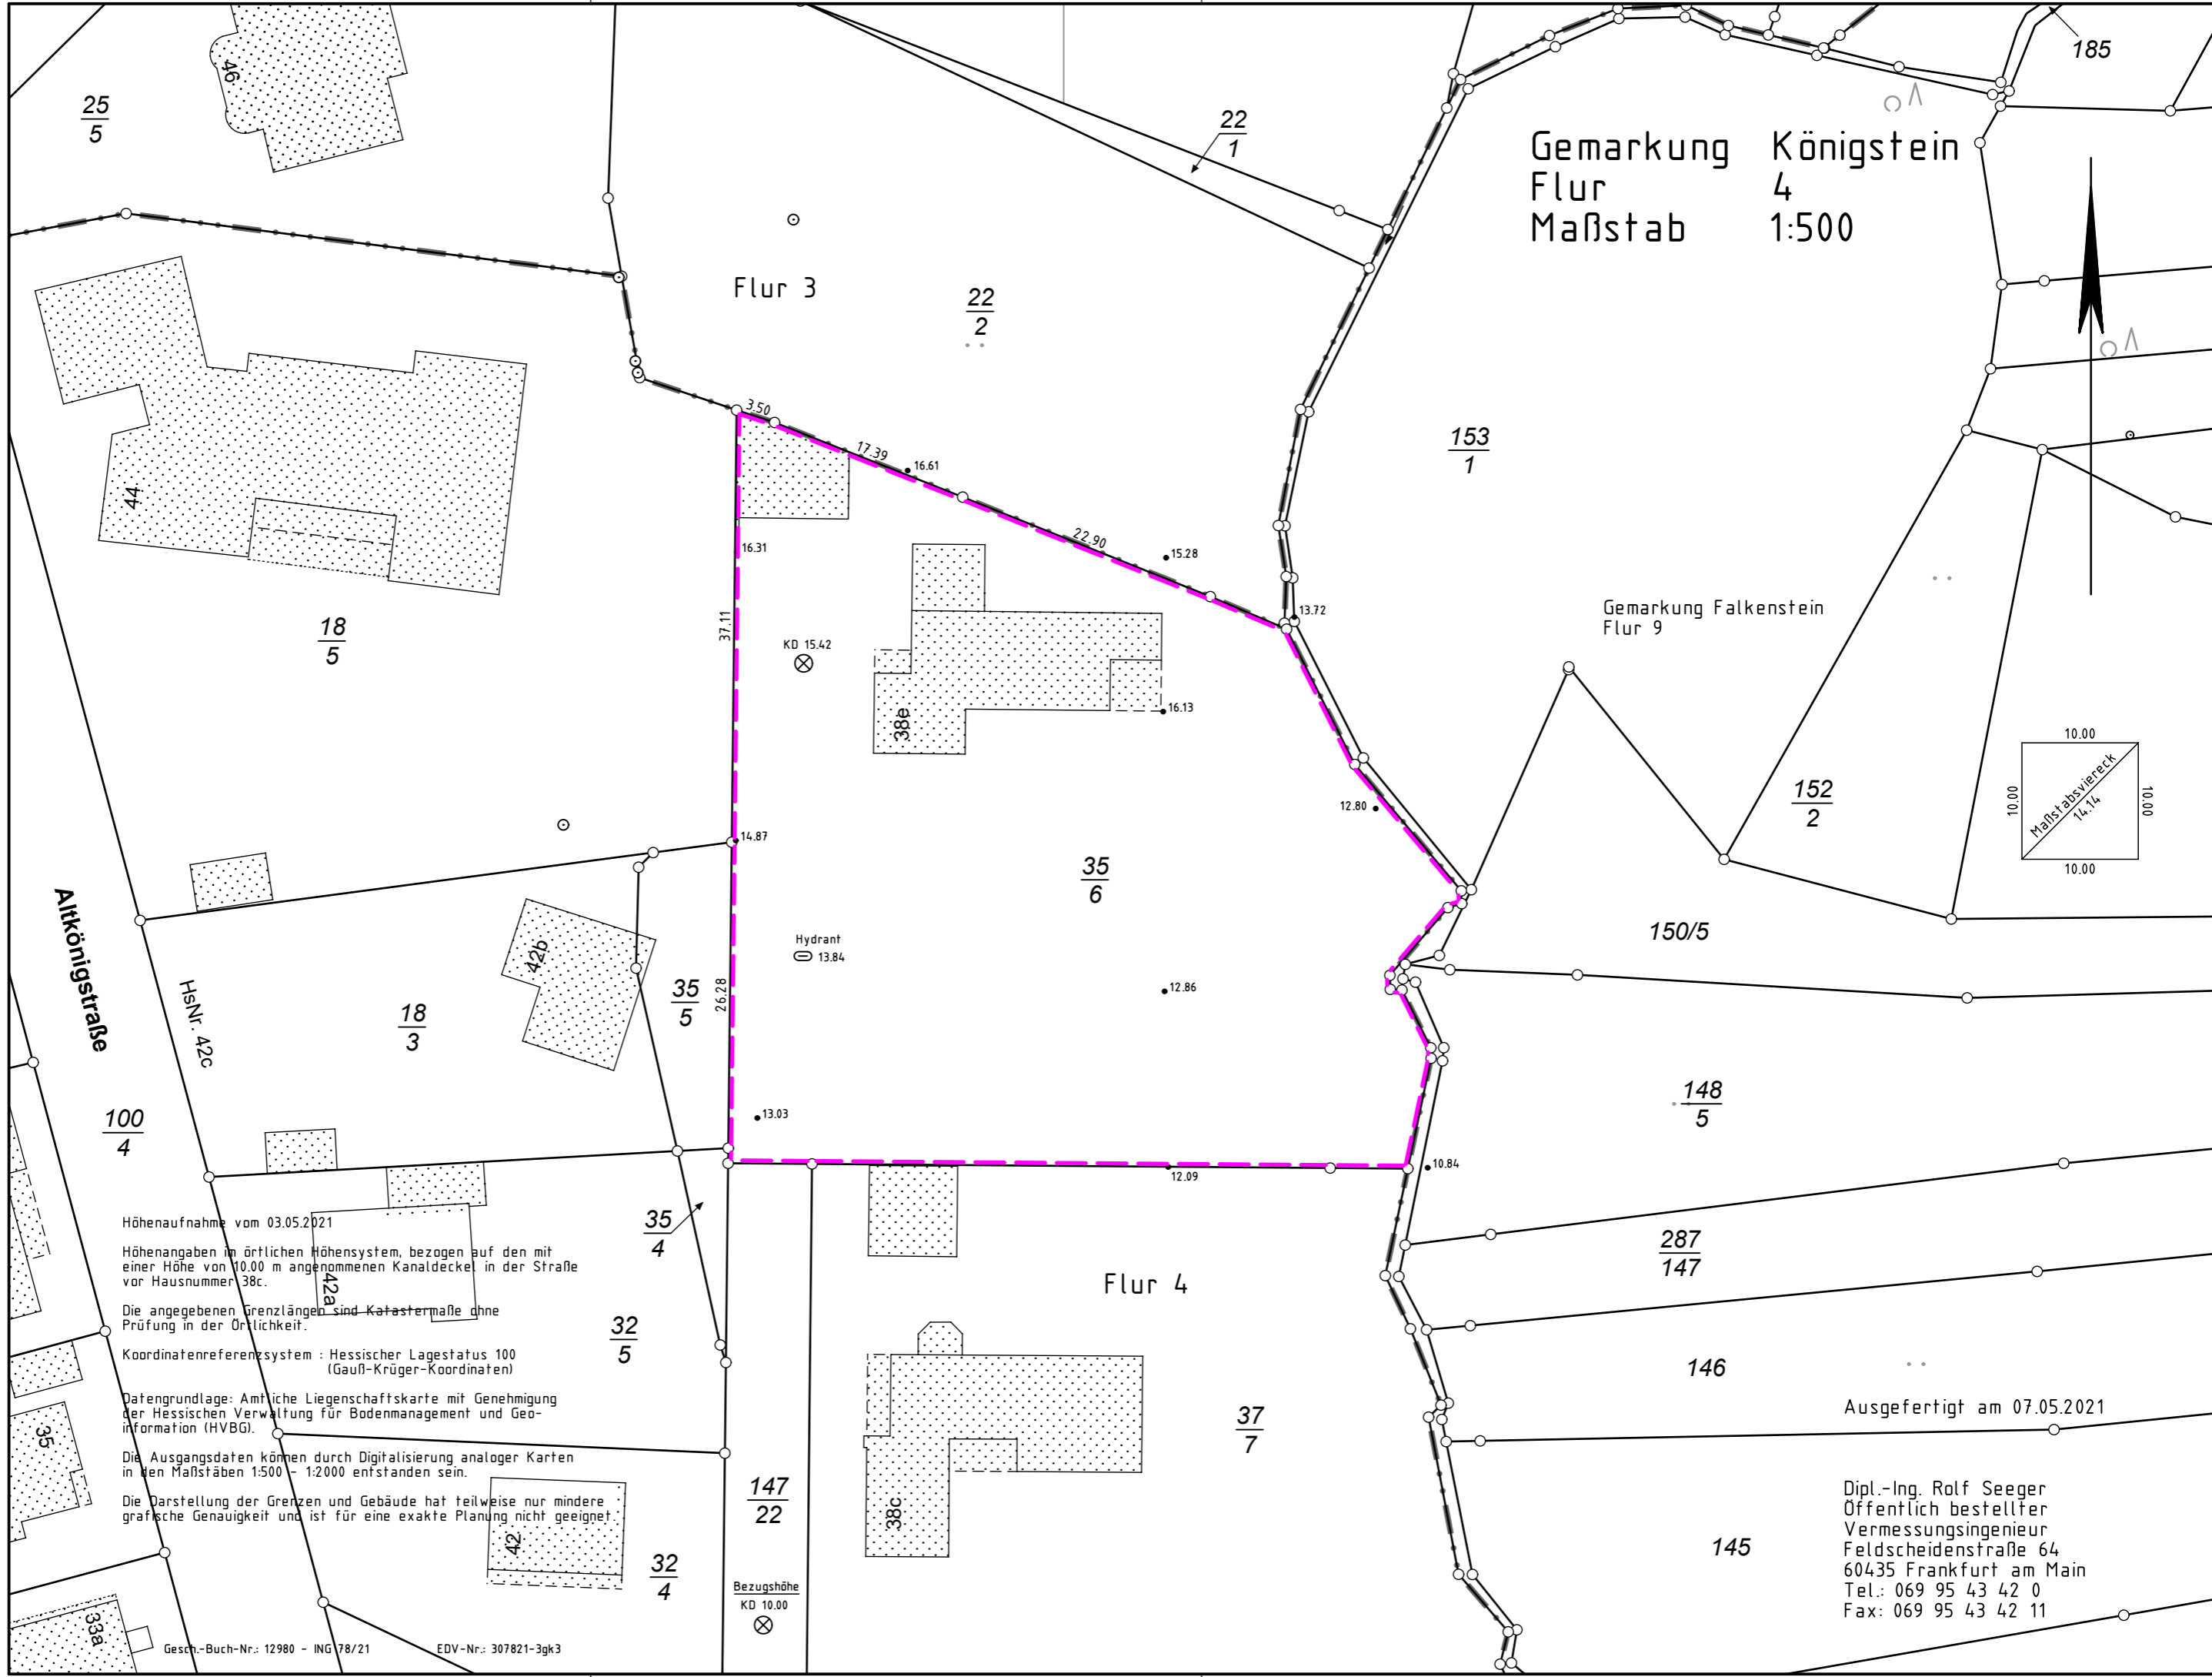 185
46
25
5
22
1
Gemarkung Königstein
Flur 4
Maßstab 1:500
Flur 3
22
2
3.50
17.39
16.61
153
1
44
16.31
22.90
15.28
18
5
37.11
KD 15.42
13.72
Gemarkung Falkenstein
Flur 9
38e
16.13
10.00
10.00
Maßstabsviereck
14.14
10.00
10.00
12.80
152
2
14.87
35
6
Altkönigstraße
HsNr. 42c
42b
Hydrant
13.84
150/5
18
3
35
5
26.28
12.86
100
4
13.03
148
5
12.09
10.84
35
4
287
147
Flur 4
Höhenaufnahme vom 03.05.2021
Höhenangaben im örtlichen Höhensystem, bezogen auf den mit
einer Höhe von 10.00 m angenommenen Kanaldeckel in der Straße
vor Hausnummer 38c.
42a
Die angegebenen Grenzlängen sind Katastermaße ohne
Prüfung in der Örtlichkeit.
32
5
Koordinatenreferenzsystem : Hessischer Lagestatus 100
(Gauß-Krüger-Koordinaten)
146
Datengrundlage: Amtliche Liegenschaftskarte mit Genehmigung
der Hessischen Verwaltung für Bodenmanagement und Geo-
information (HVBG).
35
37
7
Ausgefertigt am 07.05.2021
Die Ausgangsdaten können durch Digitalisierung analoger Karten
in den Maßstäben 1:500 - 1:2000 entstanden sein.
Die Darstellung der Grenzen und Gebäude hat teilweise nur mindere
grafische Genauigkeit und ist für eine exakte Planung nicht geeignet.
147
22
38c
42
32
4
145
Dipl.-Ing. Rolf Seeger
Öffentlich bestellter
Vermessungsingenieur
Feldscheidenstraße 64
60435 Frankfurt am Main
Tel.: 069 95 43 42 0
Fax: 069 95 43 42 11
Bezugshöhe
KD 10.00
33a
Gesch.-Buch-Nr.: 12980 - ING 78/21 EDV-Nr.: 307821-3gk3